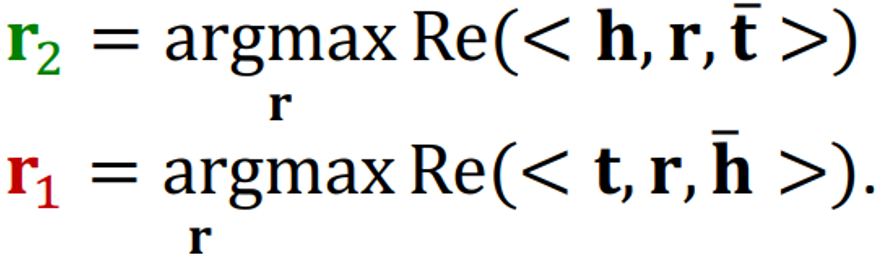 r₂ = argmax Re(< h, r, t̄ >)
r
r₁ = argmax Re(< t, r, h̄ >).
r